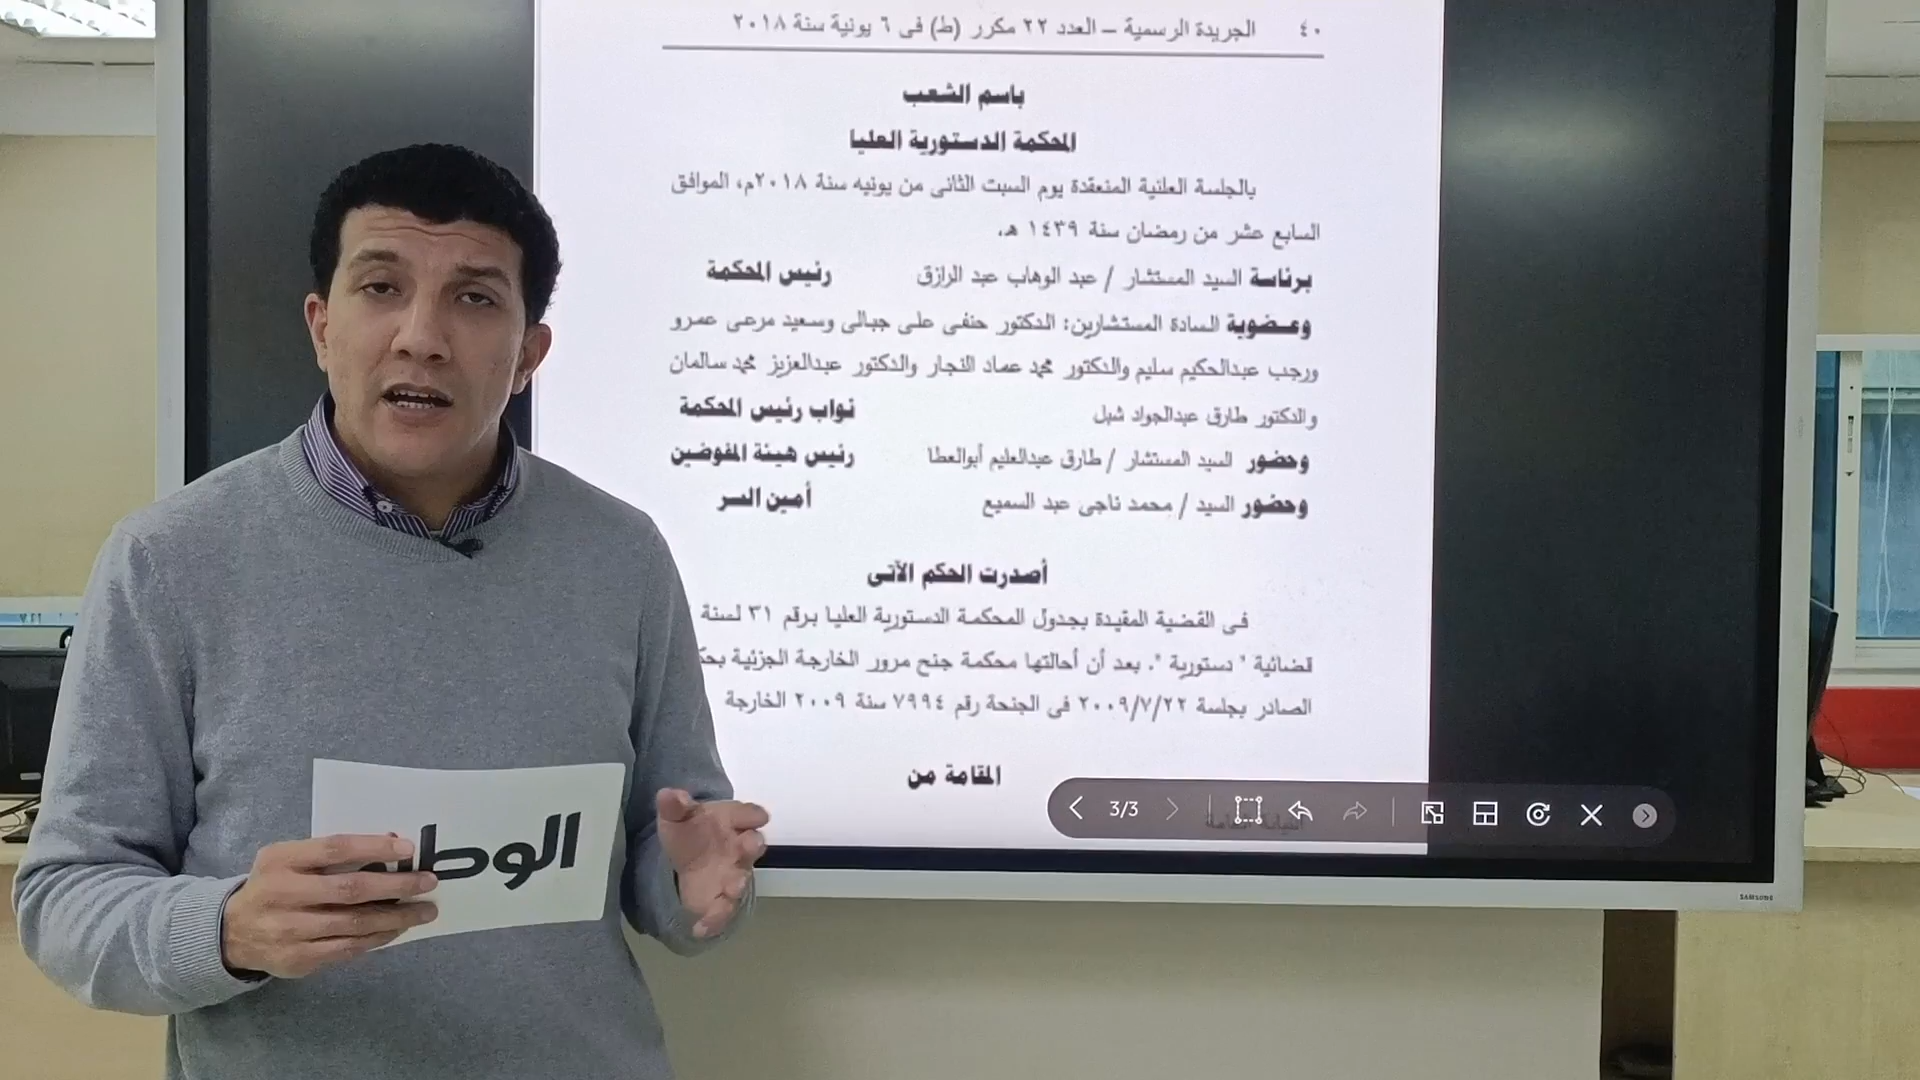 ٤٠ الجريدة الرسمية – العدد ٢٢ مكرر (ط) فى ٦ يونية سنة ٢٠١٨
باسم الشعب
المحكمة الدستورية العليا
بالجلسة العلنية المنعقدة يوم السبت الثانى من يونيه سنة ٢٠١٨م، الموافق
السابع عشر من رمضان سنة ١٤٣٩ هـ.
برئاسة السيد المستشار / عبد الوهاب عبد الرازق رئيس المحكمة
وعضوية السادة المستشارين: الدكتور حنفى على جبالى وسعيد مرعى عمرو
ورجب عبدالحكيم سليم والدكتور محمد عماد النجار والدكتور عبدالعزيز محمد سالمان
والدكتور طارق عبدالجواد شبل نواب رئيس المحكمة
وحضور السيد المستشار / طارق عبدالعليم أبوالعطا رئيس هيئة المفوضين
وحضور السيد / محمد ناجى عبد السميع أمين السر
أصدرت الحكم الآتى
فى القضية المقيدة بجدول المحكمة الدستورية العليا برقم ٣١ لسنة
قضائية " دستورية ". بعد أن أحالتها محكمة جنح مرور الخارجة الجزئية
الصادر بجلسة ٢٠٠٩/٧/٢٢ فى الجنحة رقم ٧٩٩٤ سنة ٢٠٠٩ الخارجة
المقامة من
النيابة العامة
3/3
SAMSUNG